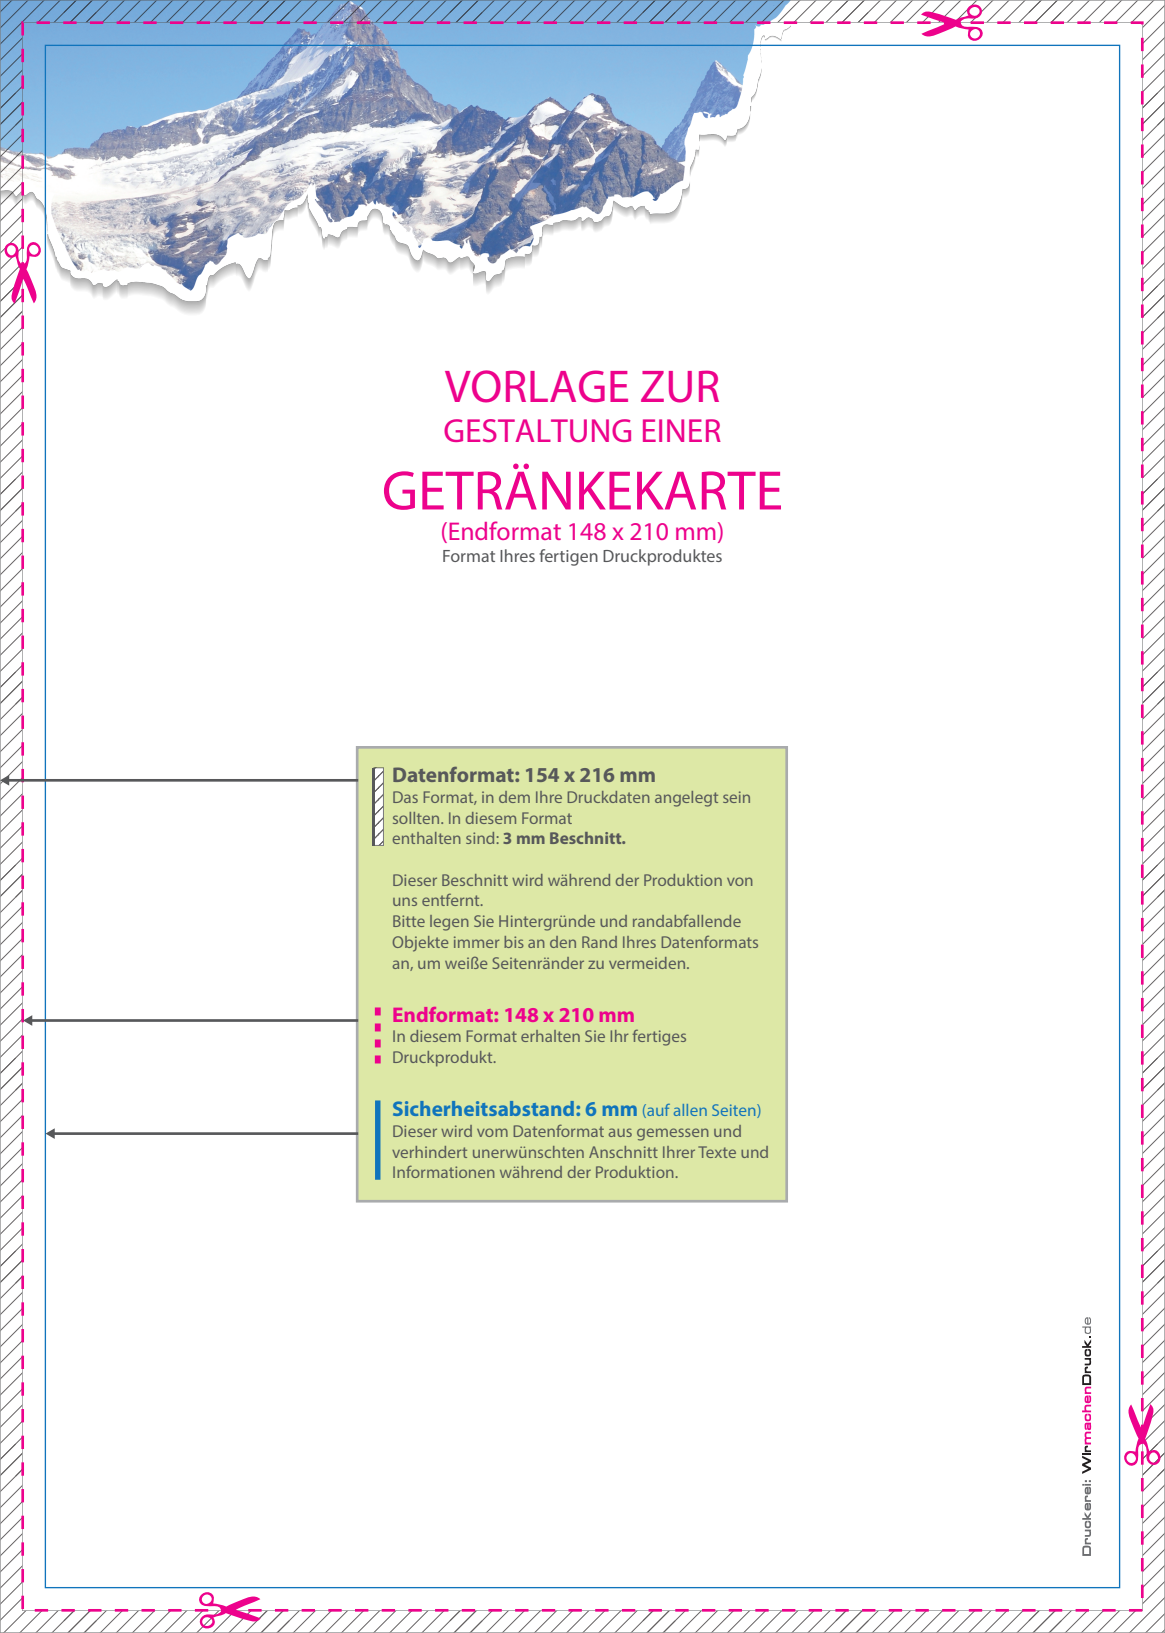 VORLAGE ZUR
GESTALTUNG EINER
GETRÄNKEKARTE
(Endformat 148 x 210 mm)
Format Ihres fertigen Druckproduktes
Datenformat: 154 x 216 mm
Das Format, in dem Ihre Druckdaten angelegt sein
sollten. In diesem Format
enthalten sind: 3 mm Beschnitt.
Dieser Beschnitt wird während der Produktion von
uns entfernt.
Bitte legen Sie Hintergründe und randabfallende
Objekte immer bis an den Rand Ihres Datenformats
an, um weiße Seitenränder zu vermeiden.
Endformat: 148 x 210 mm
In diesem Format erhalten Sie Ihr fertiges
Druckprodukt.
Sicherheitsabstand: 6 mm (auf allen Seiten)
Dieser wird vom Datenformat aus gemessen und
verhindert unerwünschten Anschnitt Ihrer Texte und
Informationen während der Produktion.
Druckerei: WirmachenDruck.de